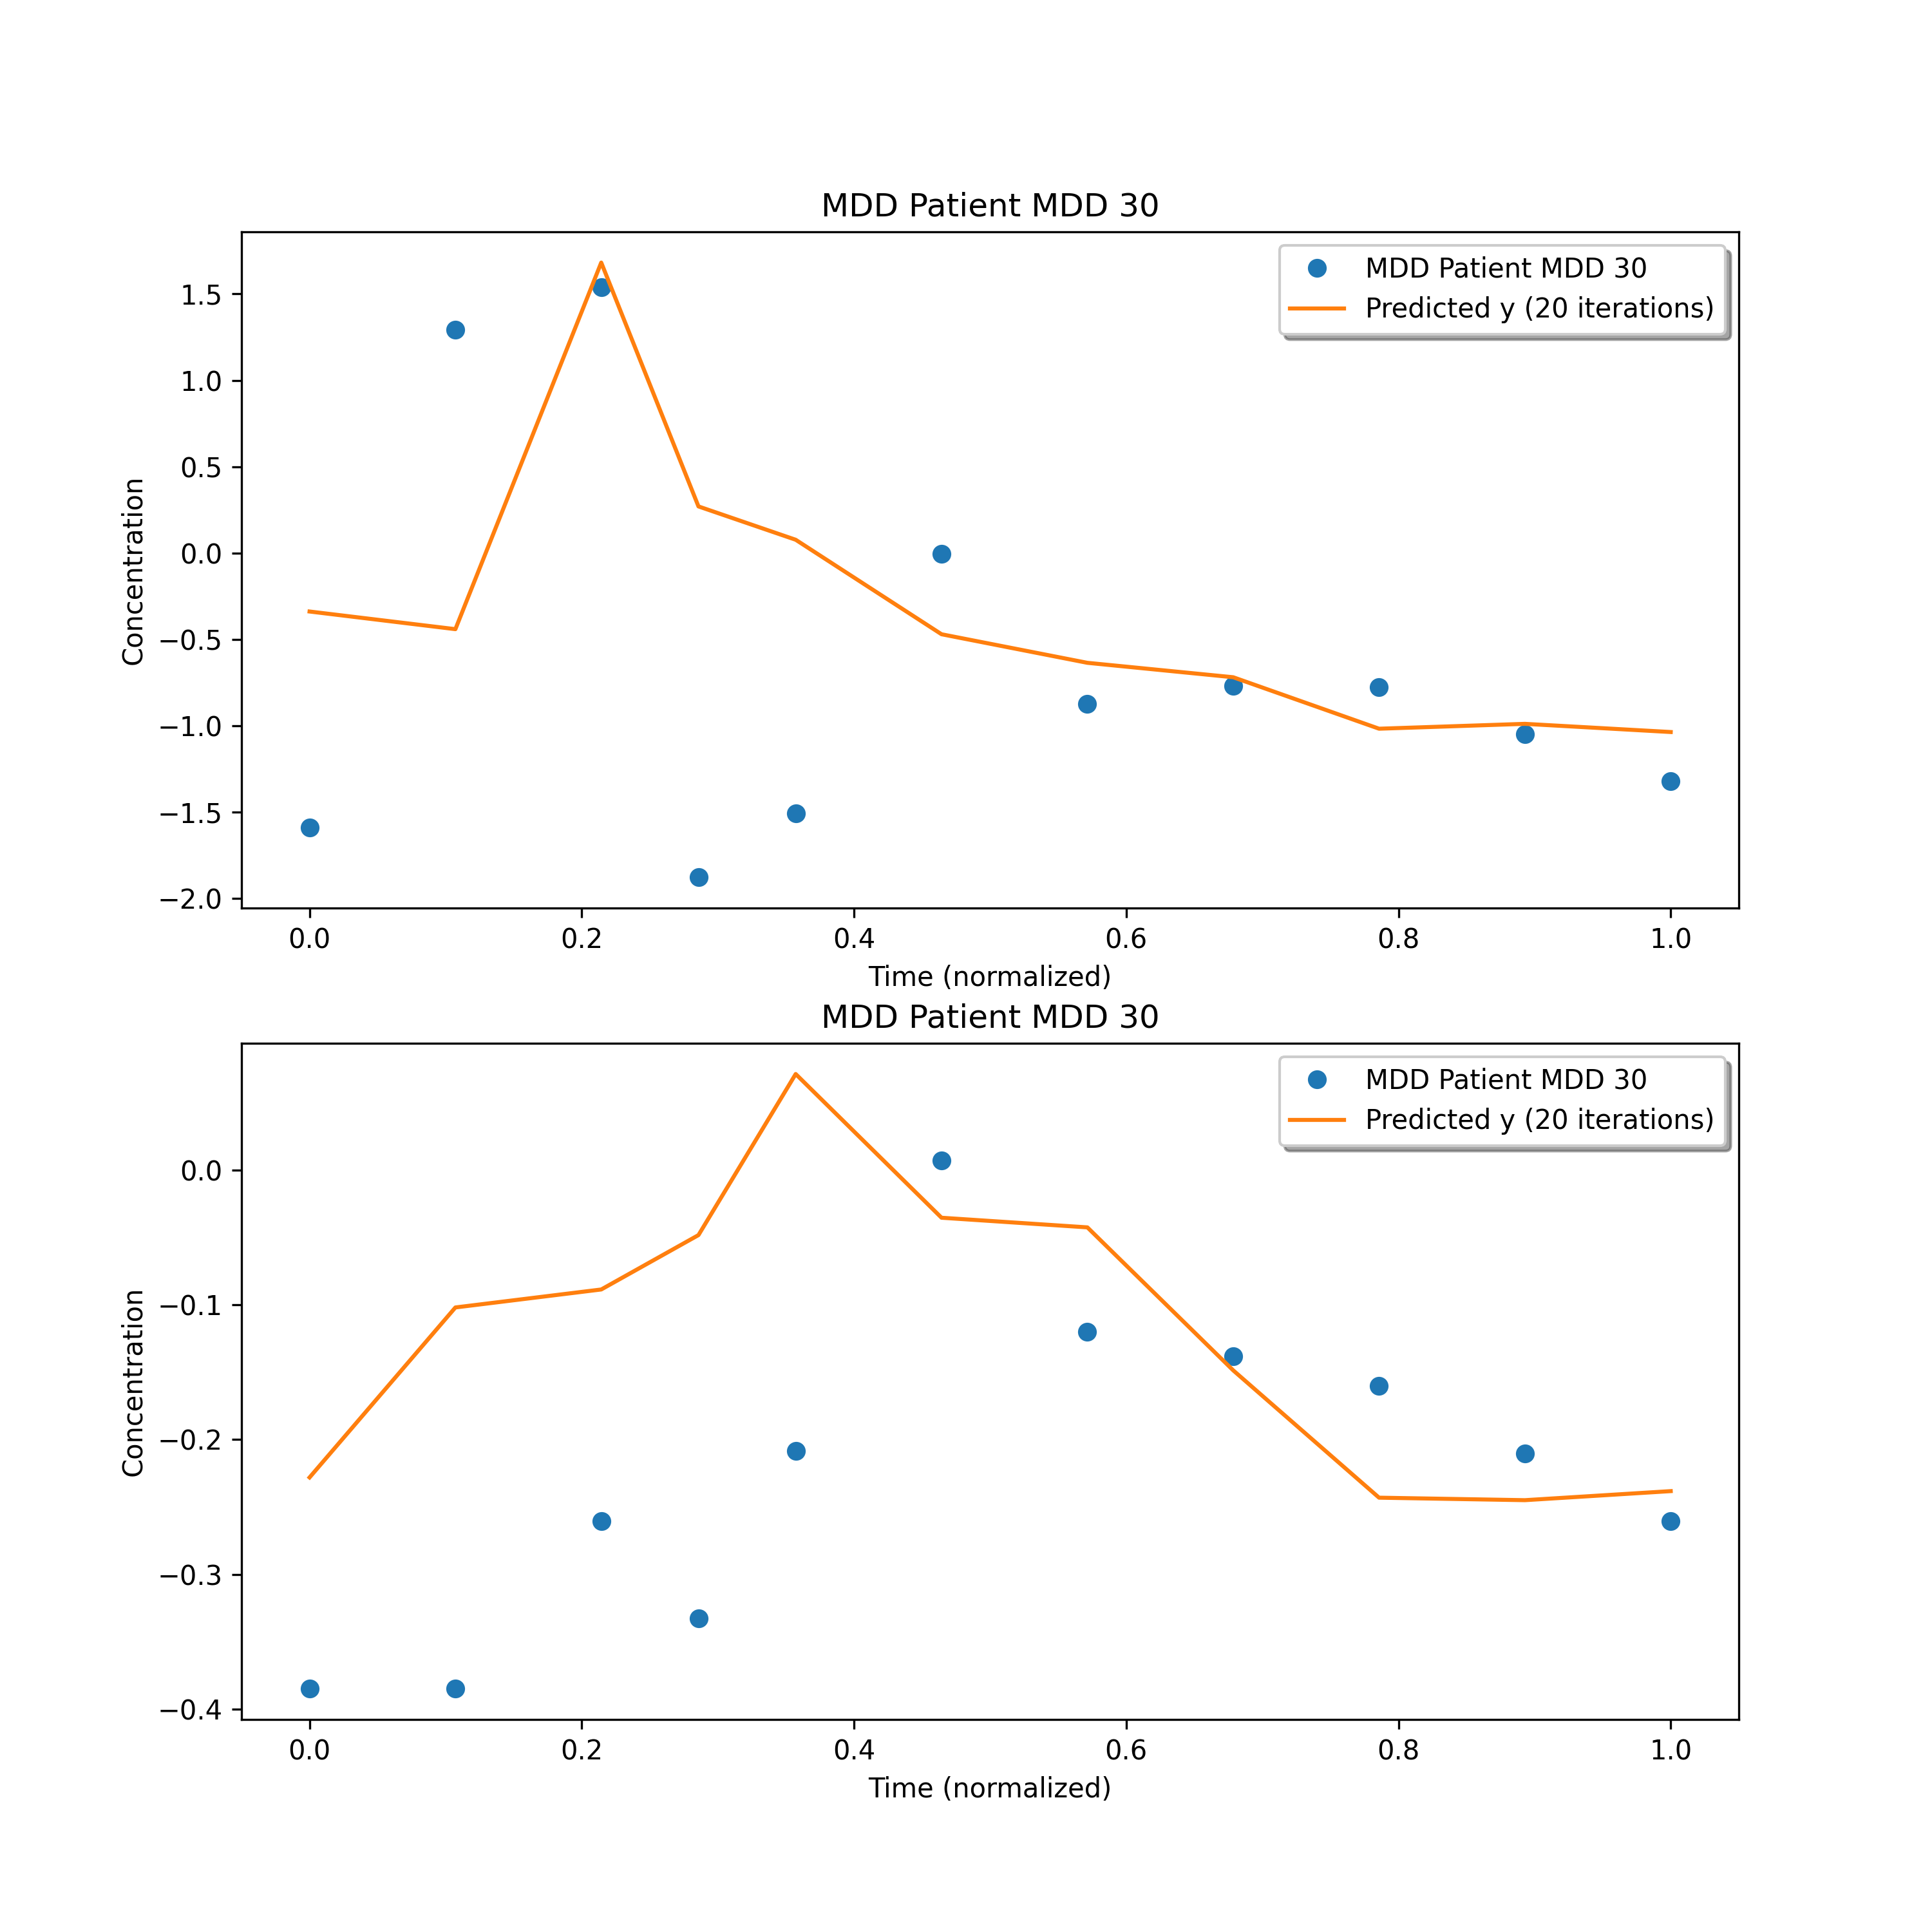 MDD Patient MDD 30
MDD Patient MDD 30
Predicted y (20 iterations)
Concentration
1.5
1.0
0.5
0.0
−0.5
−1.0
−1.5
−2.0
0.0 0.2 0.4 0.6 0.8 1.0
Time (normalized)
MDD Patient MDD 30
MDD Patient MDD 30
Predicted y (20 iterations)
Concentration
0.0
−0.1
−0.2
−0.3
−0.4
0.0 0.2 0.4 0.6 0.8 1.0
Time (normalized)